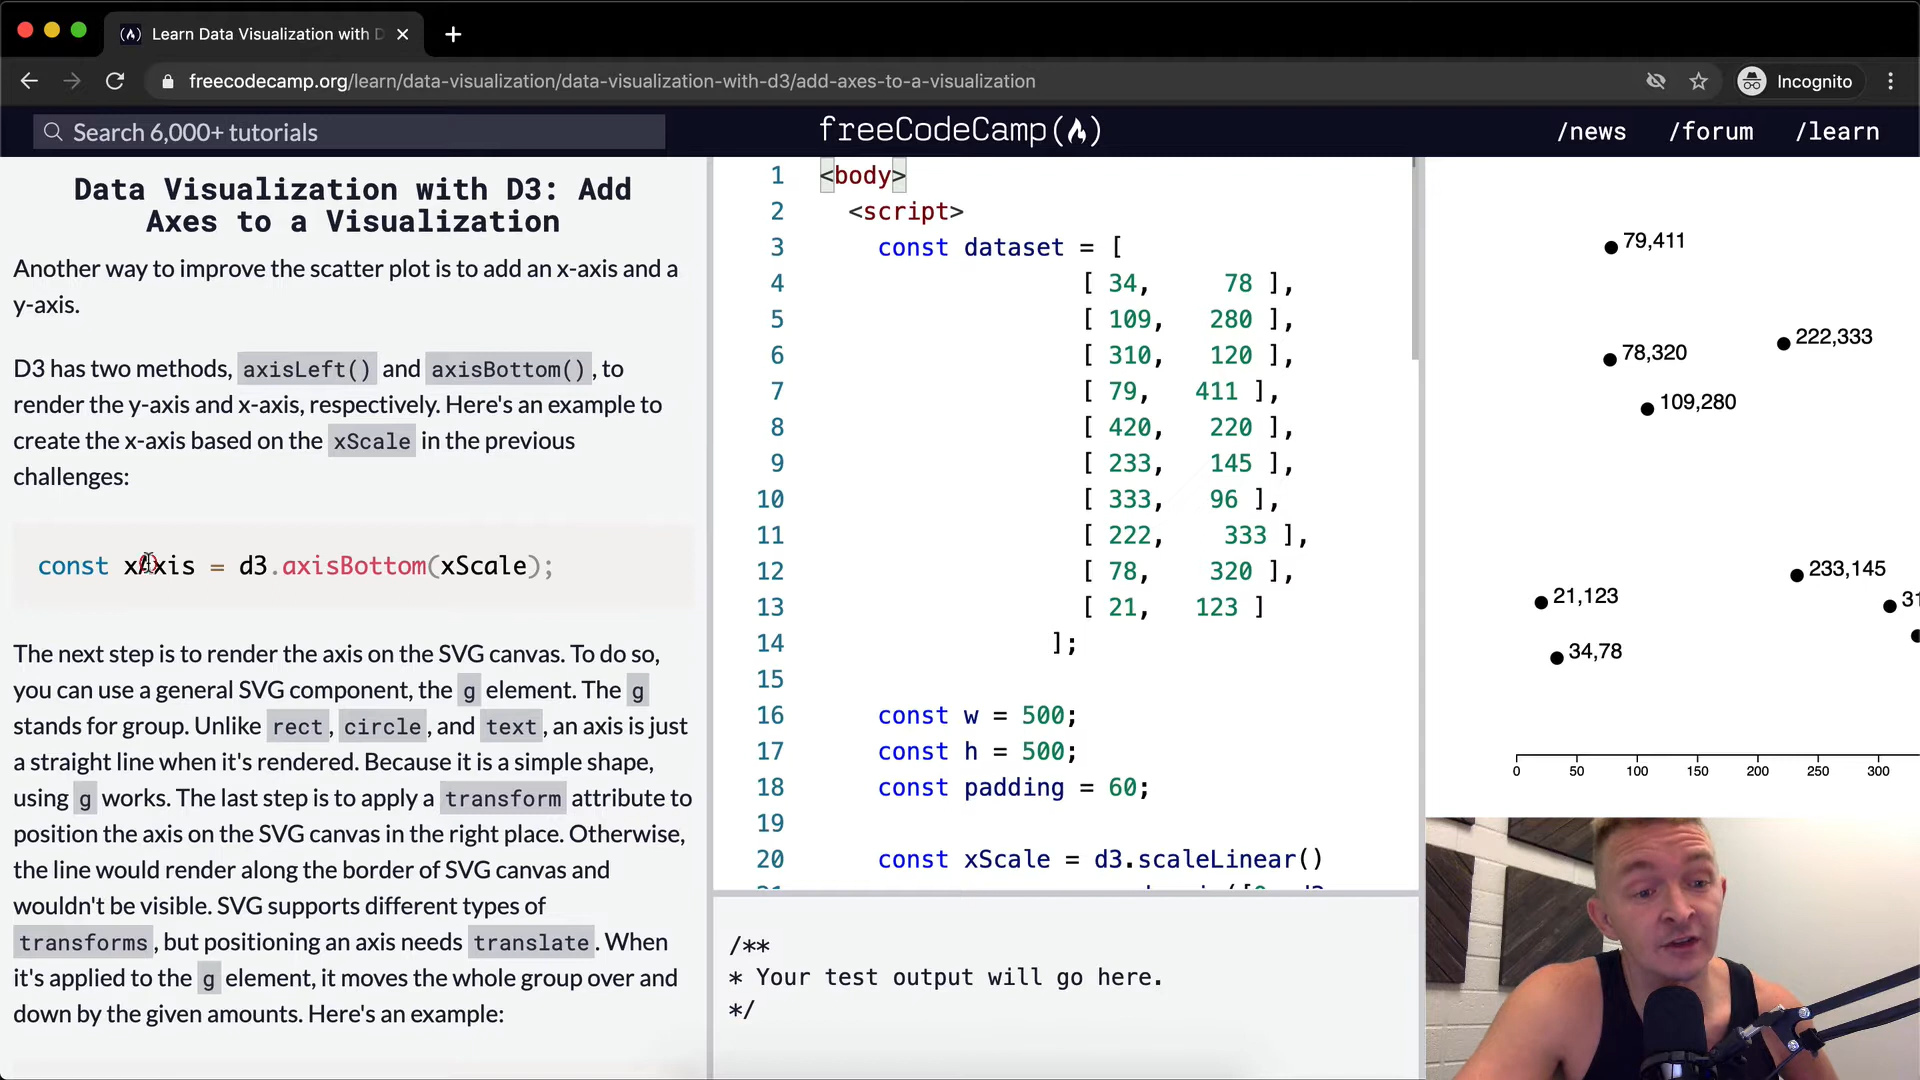 Learn Data Visualization with D
freecodecamp.org/learn/data-visualization/data-visualization-with-d3/add-axes-to-a-visualization
Incognito
Search 6,000+ tutorials
freeCodeCamp
/news
/forum
/learn
Data Visualization with D3: Add
Axes to a Visualization
Another way to improve the scatter plot is to add an x-axis and a
y-axis.
D3 has two methods, axisLeft() and axisBottom(), to
render the y-axis and x-axis, respectively. Here's an example to
create the x-axis based on the xScale in the previous
challenges:
const xAxis = d3.axisBottom(xScale);
The next step is to render the axis on the SVG canvas. To do so,
you can use a general SVG component, the g element. The g
stands for group. Unlike rect, circle, and text, an axis is just
a straight line when it's rendered. Because it is a simple shape,
using g works. The last step is to apply a transform attribute to
position the axis on the SVG canvas in the right place. Otherwise,
the line would render along the border of SVG canvas and
wouldn't be visible. SVG supports different types of
transforms, but positioning an axis needs translate. When
it's applied to the g element, it moves the whole group over and
down by the given amounts. Here's an example:
1 <body>
2 <script>
3 const dataset = [
4 [ 34, 78 ],
5 [ 109, 280 ],
6 [ 310, 120 ],
7 [ 79, 411 ],
8 [ 420, 220 ],
9 [ 233, 145 ],
10 [ 333, 96 ],
11 [ 222, 333 ],
12 [ 78, 320 ],
13 [ 21, 123 ]
14 ];
15
16 const w = 500;
17 const h = 500;
18 const padding = 60;
19
20 const xScale = d3.scaleLinear()
/**
* Your test output will go here.
*/
79,411
222,333
78,320
109,280
233,145
21,123
31
34,78
0 50 100 150 200 250 300